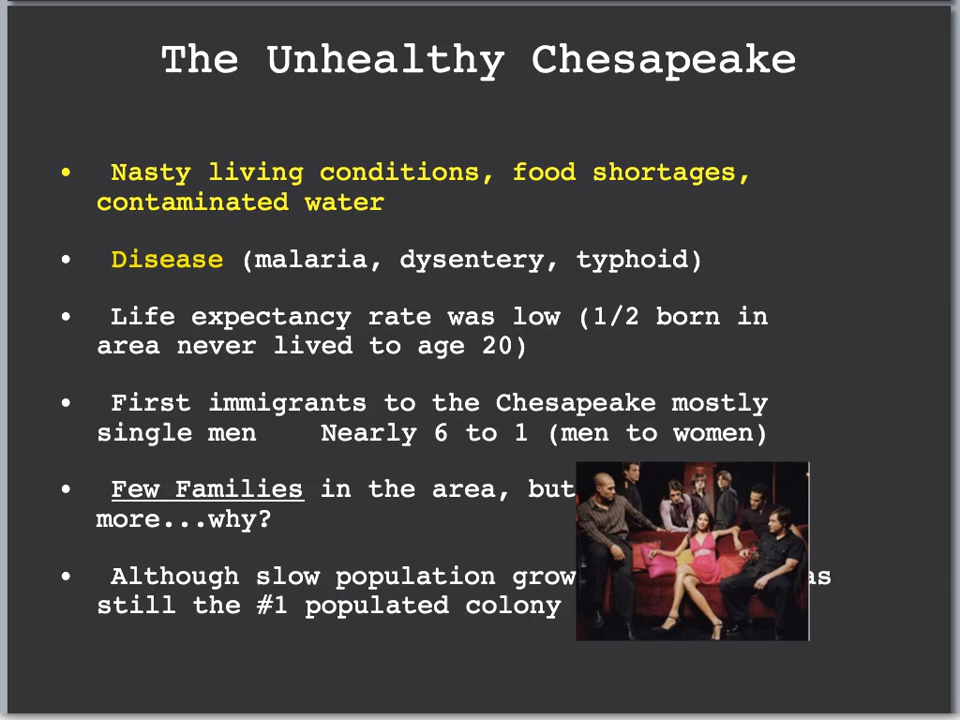 The Unhealthy Chesapeake
• Nasty living conditions, food shortages,
contaminated water
• Disease (malaria, dysentery, typhoid)
• Life expectancy rate was low (1/2 born in
area never lived to age 20)
• First immigrants to the Chesapeake mostly
single men Nearly 6 to 1 (men to women)
• Few Families in the area, but
more...why?
• Although slow population grow as
still the #1 populated colony